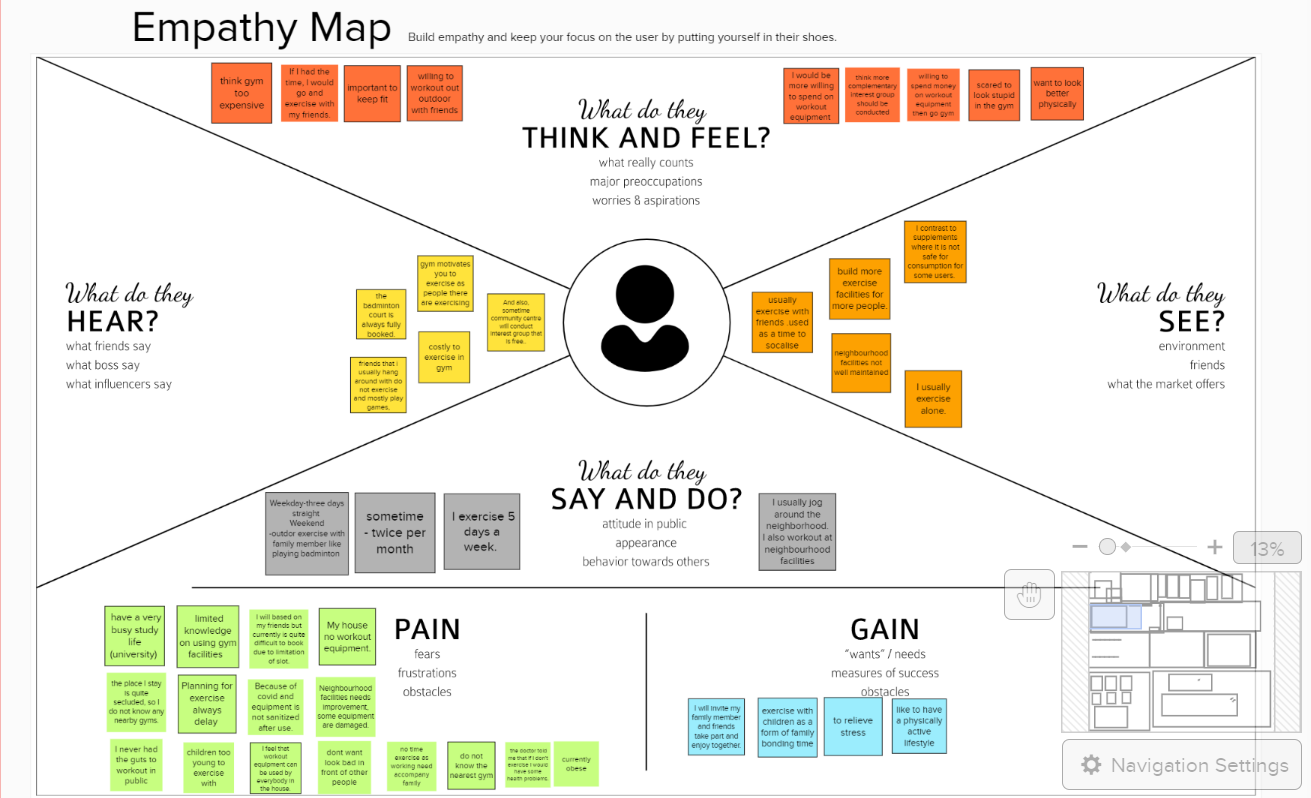 Empathy Map
Build empathy and keep your focus on the user by putting yourself in their shoes.
think gym
too
expensive
If I had the
time, I would
go and
exercise with
my friends.
important to
keep fit
willing to
workout out
outdoor
with friends
What do they
THINK AND FEEL?
what really counts
major preoccupations
worries & aspirations
I would be
more willing
to spend on
workout
equipment
think more
complementary
interest group
should be
conducted
willing to
spend money
on workout
equipment
then go gym
scared to
look stupid
in the gym
want to look
better
physically
What do they
HEAR?
what friends say
what boss say
what influencers say
gym motivates
you to
exercise as
people there
are exercising
the
badminton
court is
always fully
booked.
And also,
sometime
community centre
will conduct
interest group that
is free..
costly to
exercise in
gym
friends that i
usually hang
around with do
not exercise
and mostly play
games.
I contrast to
supplements
where it is not
safe for
consumption for
some users.
build more
exercise
facilities for
more people.
usually
exercise with
friends .used
as a time to
socalise
neighbourhood
facilities not
well maintained
I usually
exercise
alone.
What do they
SEE?
environment
friends
what the market offers
What do they
SAY AND DO?
attitude in public
appearance
behavior towards others
Weekday-three days
straight
Weekend
-outdor exercise with
family member like
playing badminton
sometime
- twice per
month
I exercise 5
days a
week.
I usually jog
around the
neighborhood.
I also workout at
neighbourhood
facilities
13%
PAIN
fears
frustrations
obstacles
have a very
busy study
life
(university)
limited
knowledge
on using gym
facilities
I will based on
my friends but
currently is quite
difficult to book
due to limitation
of slot.
My house
no workout
equipment.
the place I stay
is quite
secluded, so I
do not know any
nearby gyms.
Planning for
exercise
always
delay
Because of
covid and
equipment is
not sanitized
after use.
Neighbourhood
facilities needs
improvement,
some equipment
are damaged.
I never had
the guts to
workout in
public
children too
young to
exercise
with
I feel that
workout
equipment can
be used by
everybody in
the house.
dont want
look bad in
front of other
people
no time
exercise as
working need
accompany
family
do not
know the
nearest gym
the doctor told
me that if I don't
exercise I would
have some
health problems.
currently
obese
GAIN
"wants" / needs
measures of success
obstacles
I will invite my
family member
and friends
take part and
enjoy together.
exercise with
children as a
form of family
bonding time
to relieve
stress
like to have
a physically
active
lifestyle
Navigation Settings